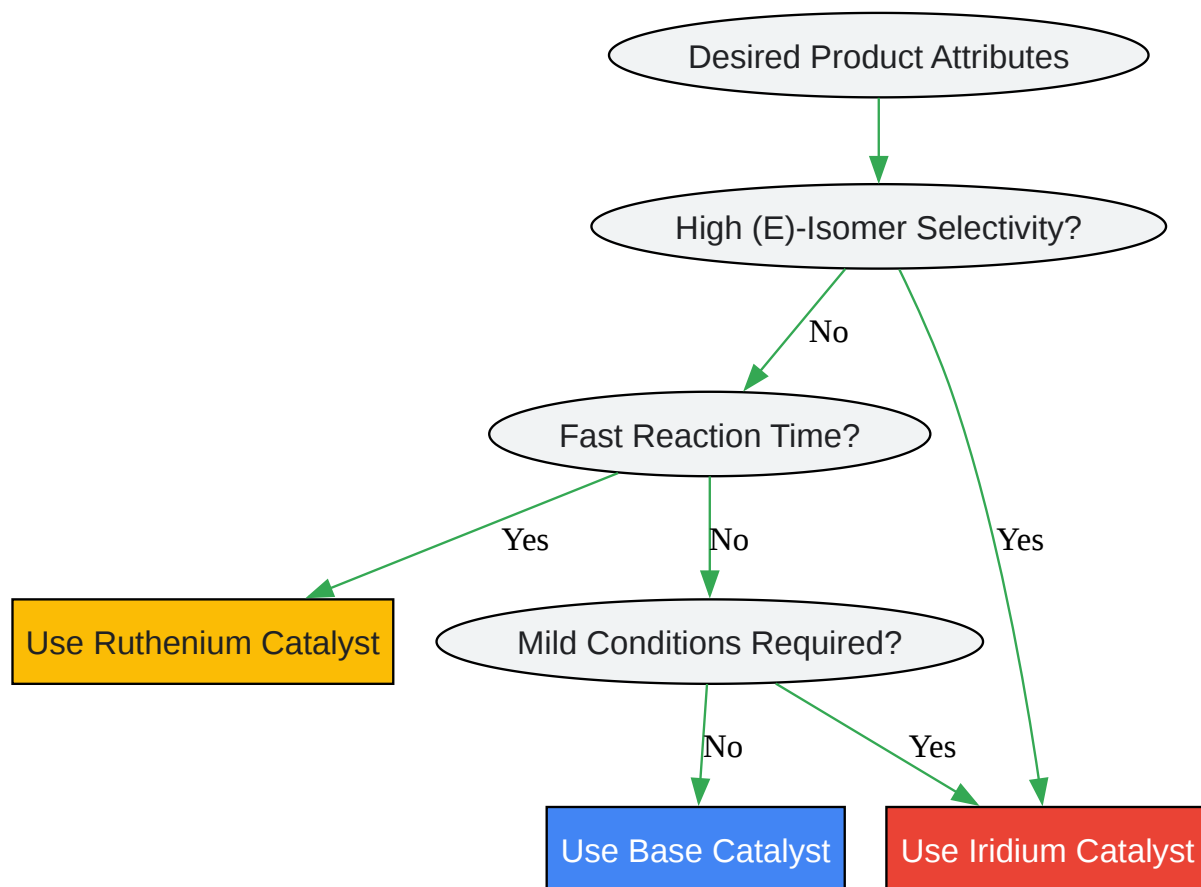 Desired Product Attributes
High (E)-Isomer Selectivity?
No
Fast Reaction Time?
Yes
No
Yes
Use Ruthenium Catalyst
Mild Conditions Required?
No
Yes
Use Base Catalyst
Use Iridium Catalyst